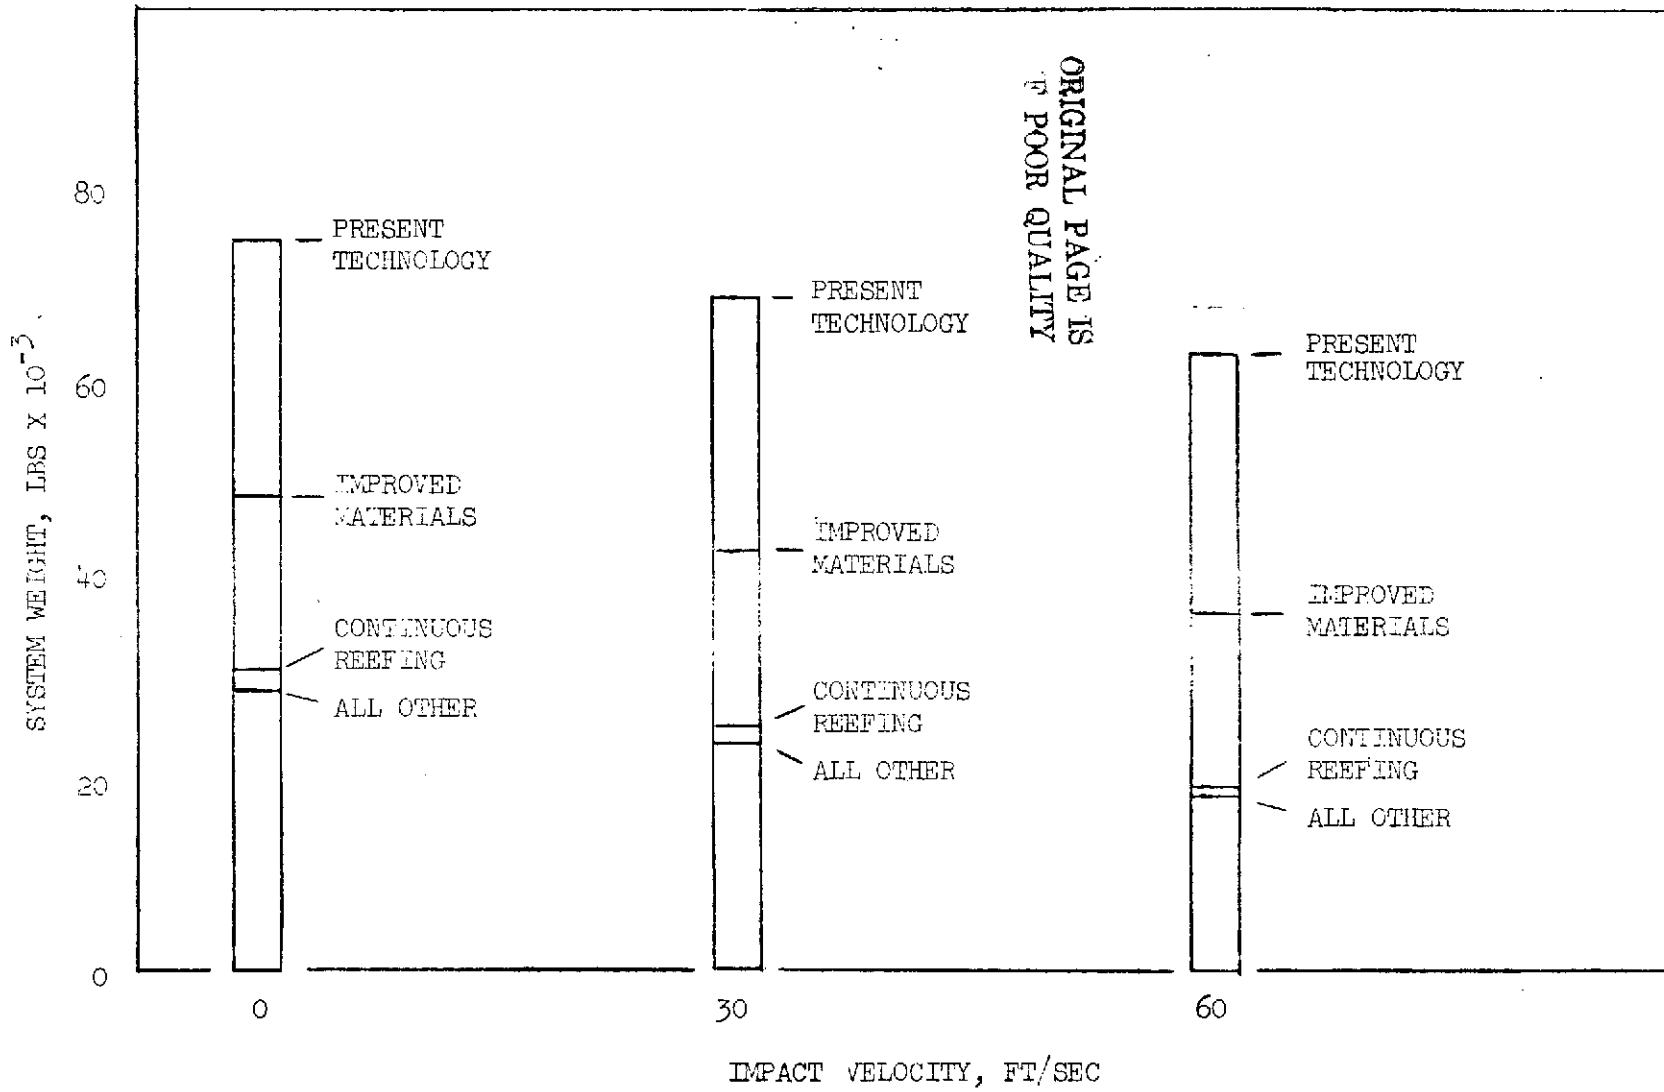 ORIGINAL PAGE IS
F POOR QUALITY
SYSTEM WEIGHT, LBS X 10⁻³
80
60
40
20
0
PRESENT
TECHNOLOGY
IMPROVED
MATERIALS
CONTINUOUS
REEFING
ALL OTHER
PRESENT
TECHNOLOGY
IMPROVED
MATERIALS
CONTINUOUS
REEFING
ALL OTHER
PRESENT
TECHNOLOGY
IMPROVED
MATERIALS
CONTINUOUS
REEFING
ALL OTHER
0
30
60
IMPACT VELOCITY, FT/SEC